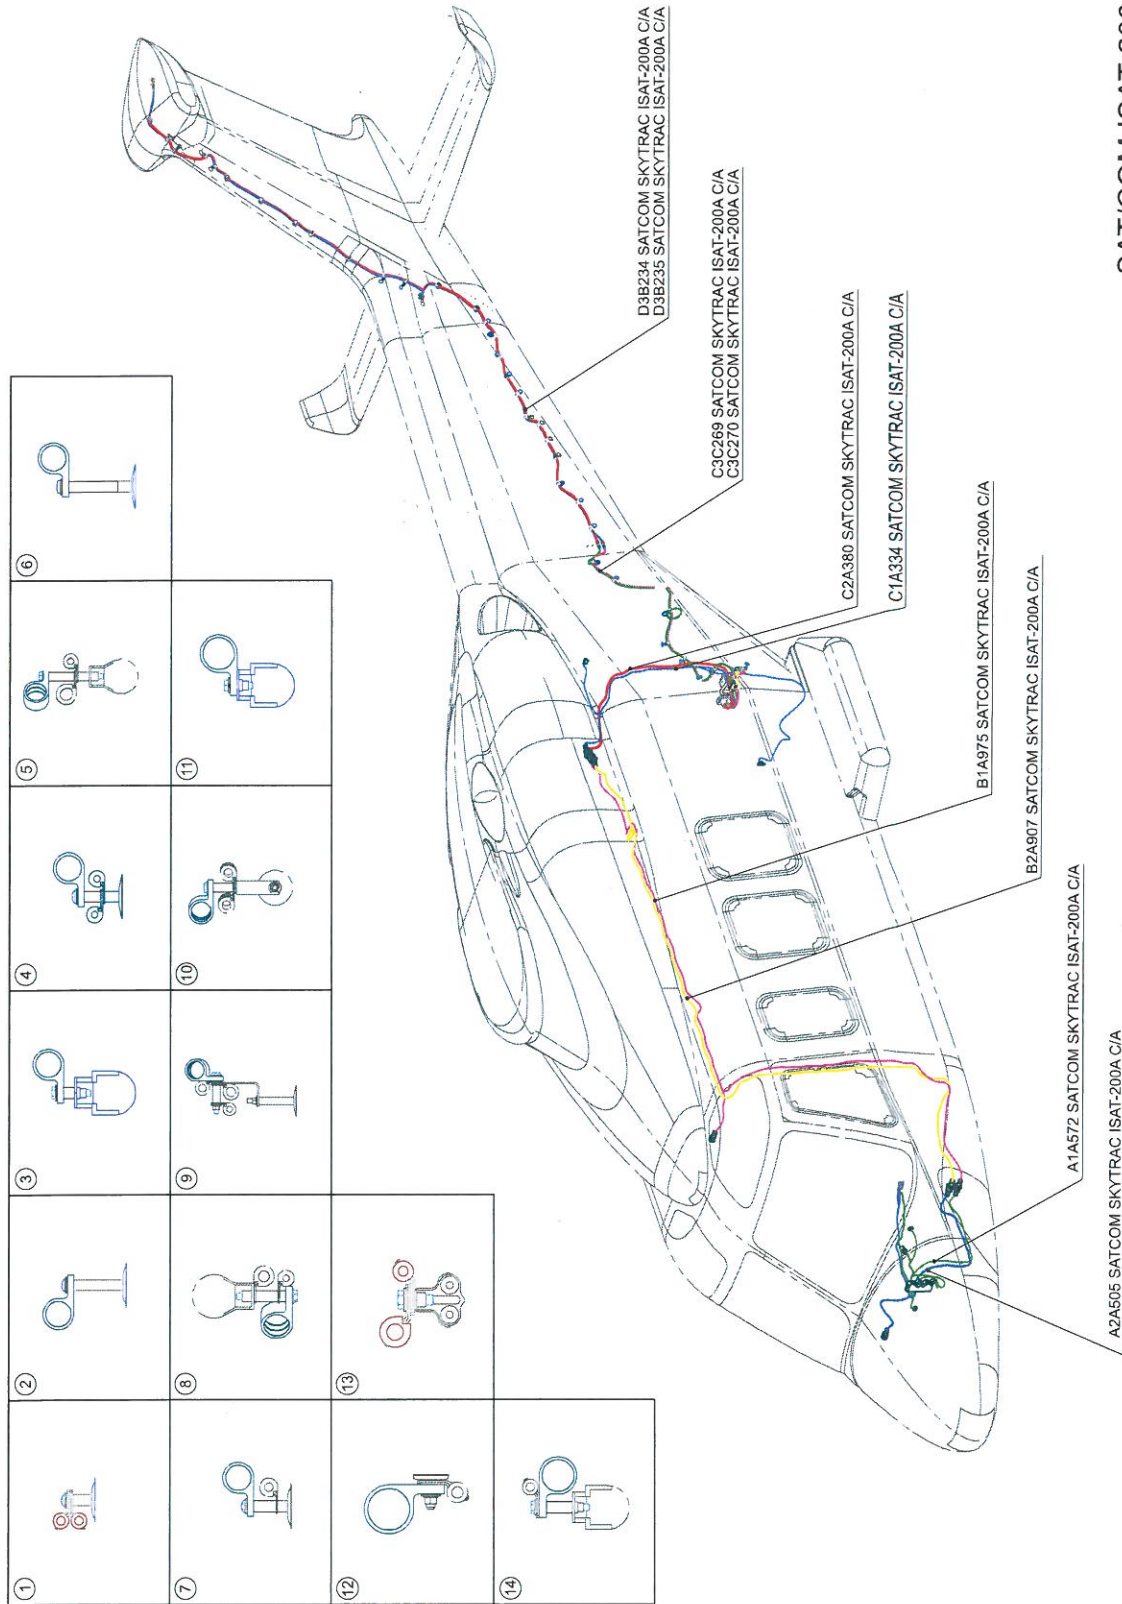 1
2
3
4
5
6
7
8
9
10
11
12
13
14
D3B234 SATCOM SKYTRAC ISAT-200A C/A
D3B235 SATCOM SKYTRAC ISAT-200A C/A
C3C269 SATCOM SKYTRAC ISAT-200A C/A
C3C270 SATCOM SKYTRAC ISAT-200A C/A
C2A380 SATCOM SKYTRAC ISAT-200A C/A
C1A334 SATCOM SKYTRAC ISAT-200A C/A
B1A975 SATCOM SKYTRAC ISAT-200A C/A
B2A907 SATCOM SKYTRAC ISAT-200A C/A
A1A572 SATCOM SKYTRAC ISAT-200A C/A
A2A505 SATCOM SKYTRAC ISAT-200A C/A